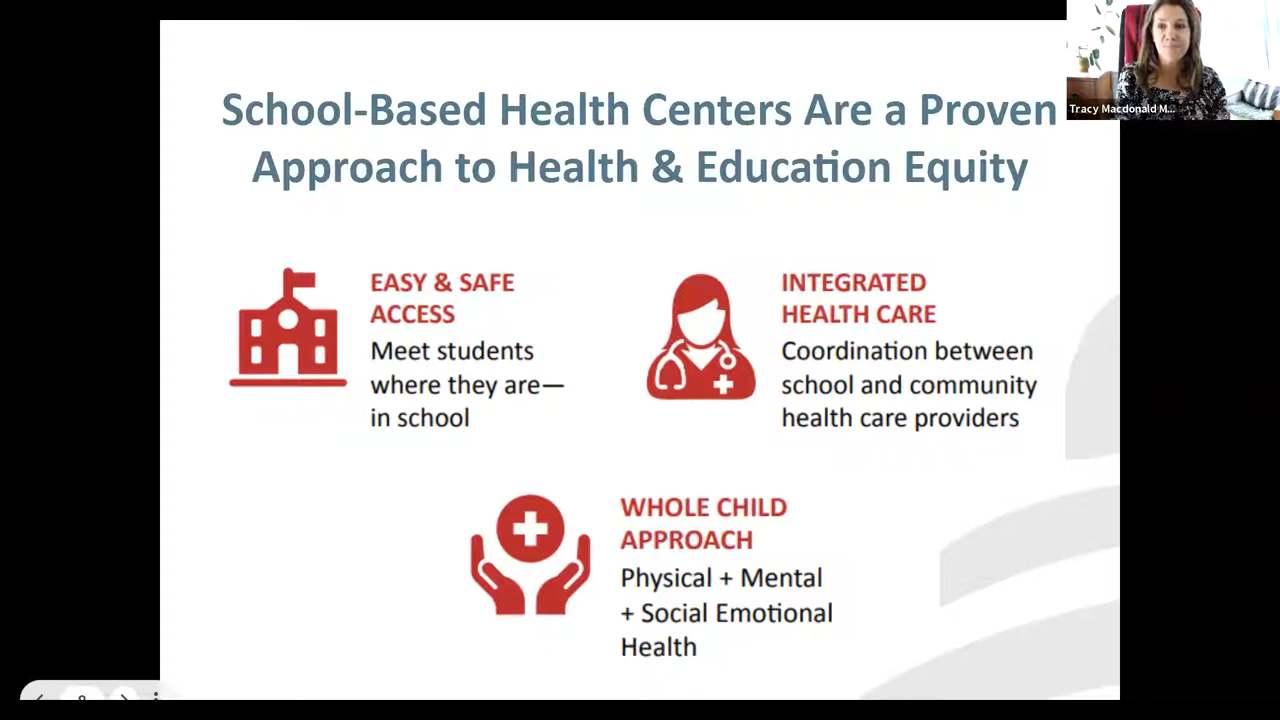 School-Based Health Centers Are a Proven
Approach to Health & Education Equity
Tracy Macdonald M...
EASY & SAFE
ACCESS
Meet students
where they are—
in school
INTEGRATED
HEALTH CARE
Coordination between
school and community
health care providers
WHOLE CHILD
APPROACH
Physical + Mental
+ Social Emotional
Health